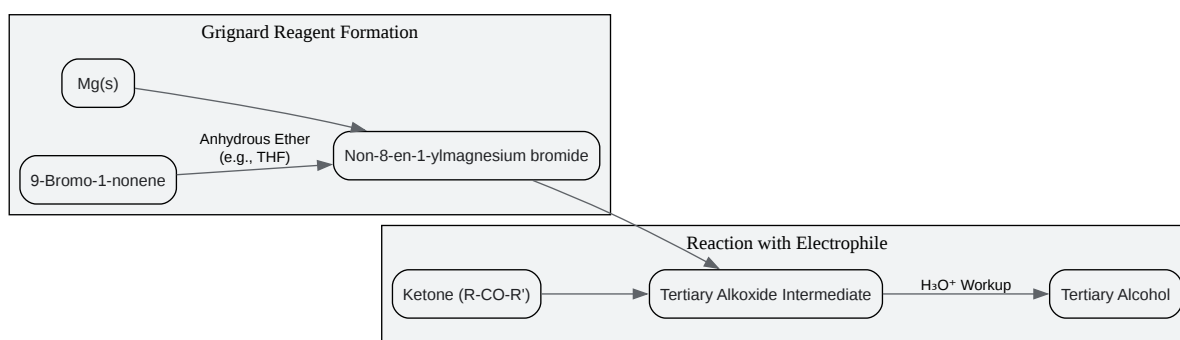 Grignard Reagent Formation
Mg(s)
Anhydrous Ether
(e.g., THF)
9-Bromo-1-nonene
Non-8-en-1-ylmagnesium bromide
Reaction with Electrophile
Ketone (R-CO-R')
Tertiary Alkoxide Intermediate
H₃O⁺ Workup
Tertiary Alcohol